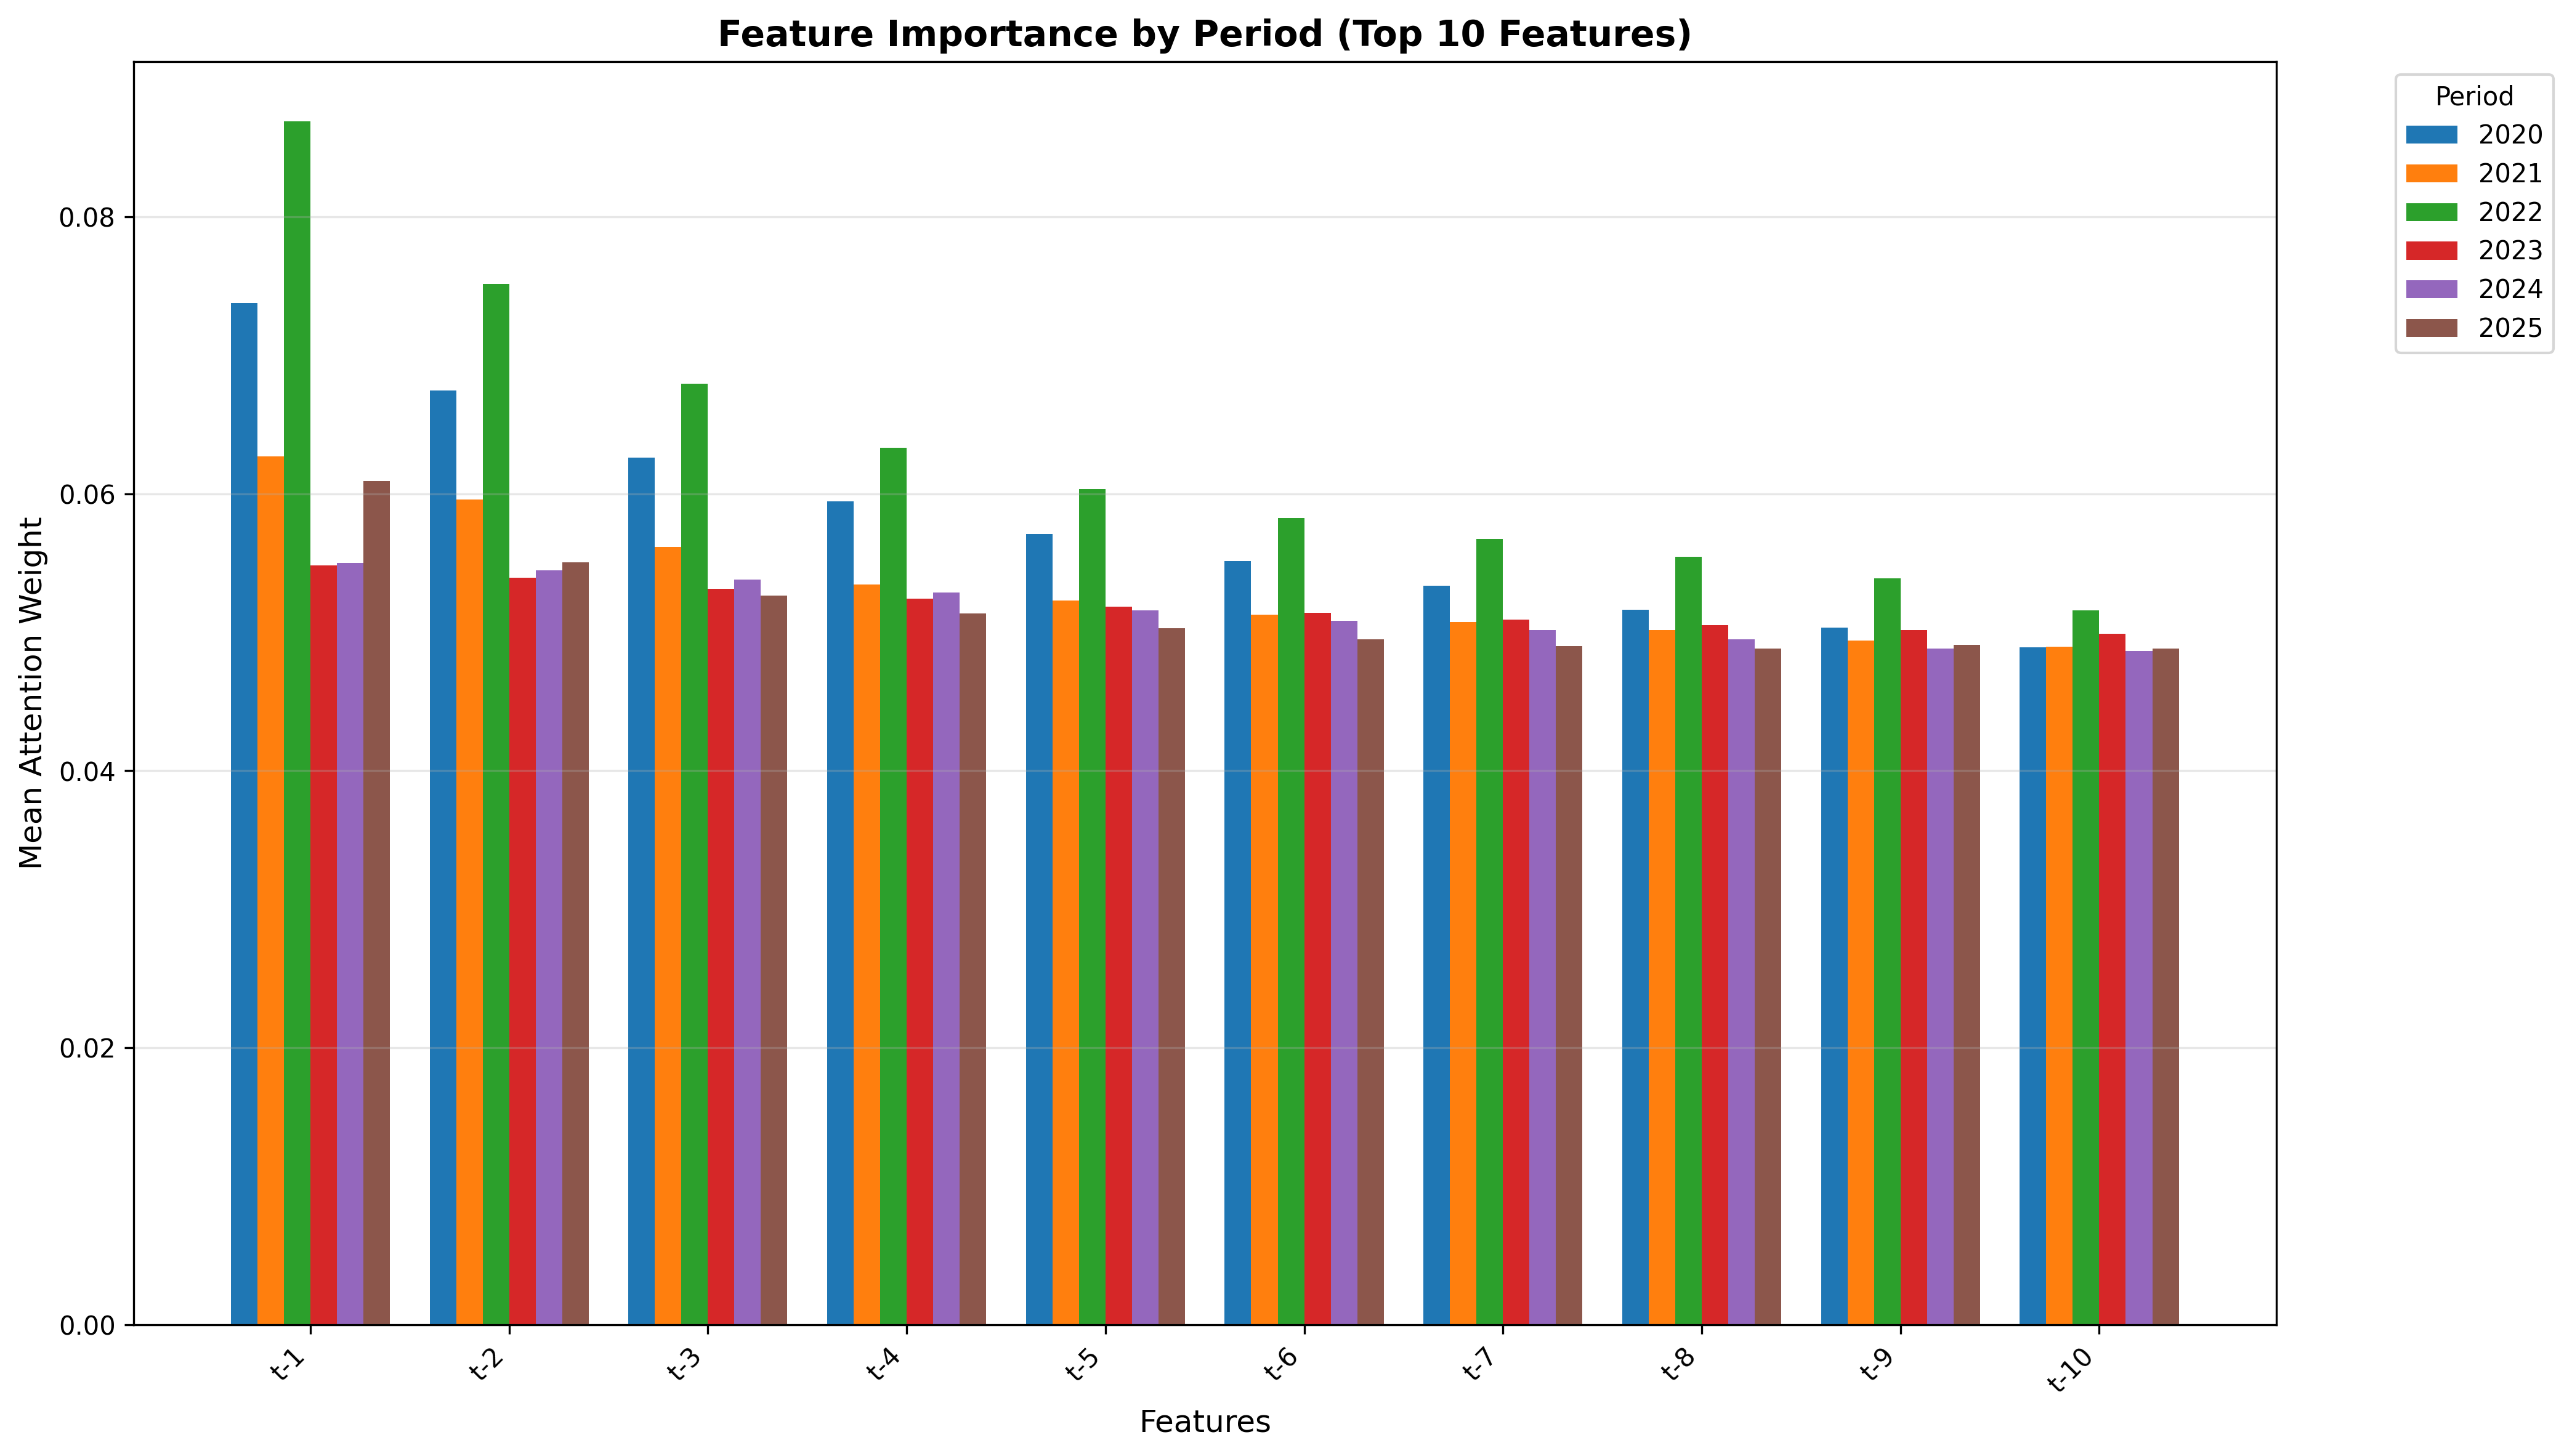 Feature Importance by Period (Top 10 Features)
Period
2020
2021
2022
2023
2024
2025
Mean Attention Weight
0.08
0.06
0.04
0.02
0.00
t-1
t-2
t-3
t-4
t-5
t-6
t-7
t-8
t-9
t-10
Features